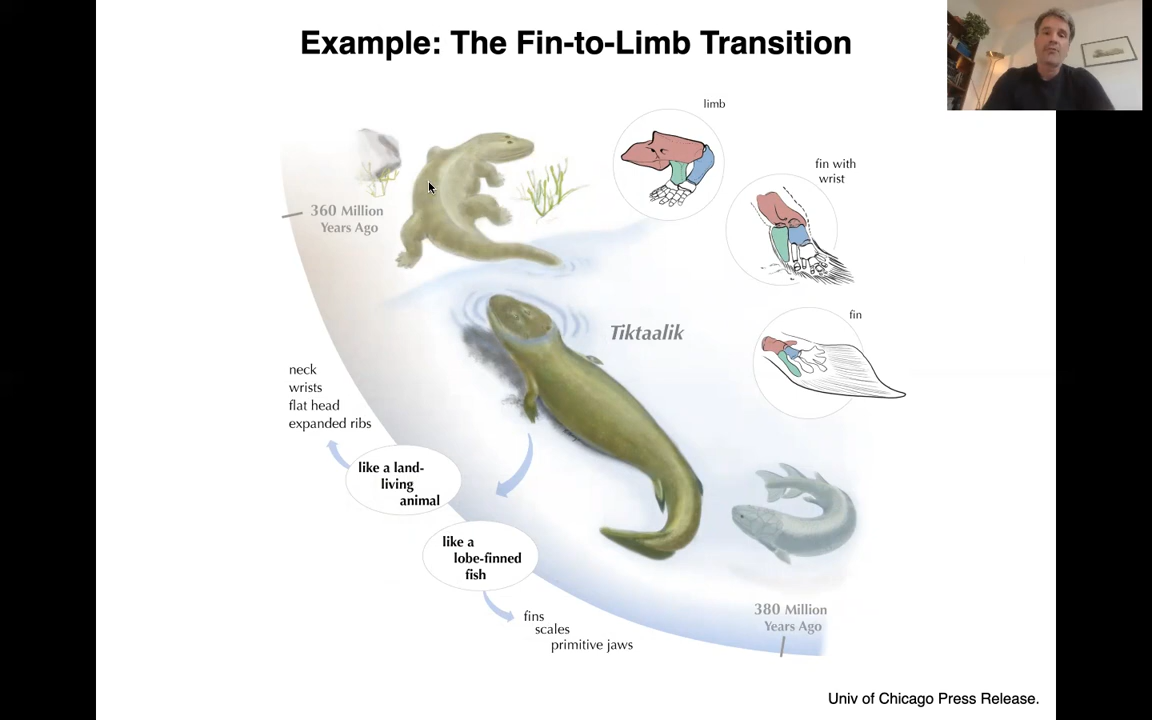 Example: The Fin-to-Limb Transition
limb
fin with
wrist
360 Million
Years Ago
fin
Tiktaalik
neck
wrists
flat head
expanded ribs
like a land-
living
animal
like a
lobe-finned
fish
fins
scales
primitive jaws
380 Million
Years Ago
Univ of Chicago Press Release.